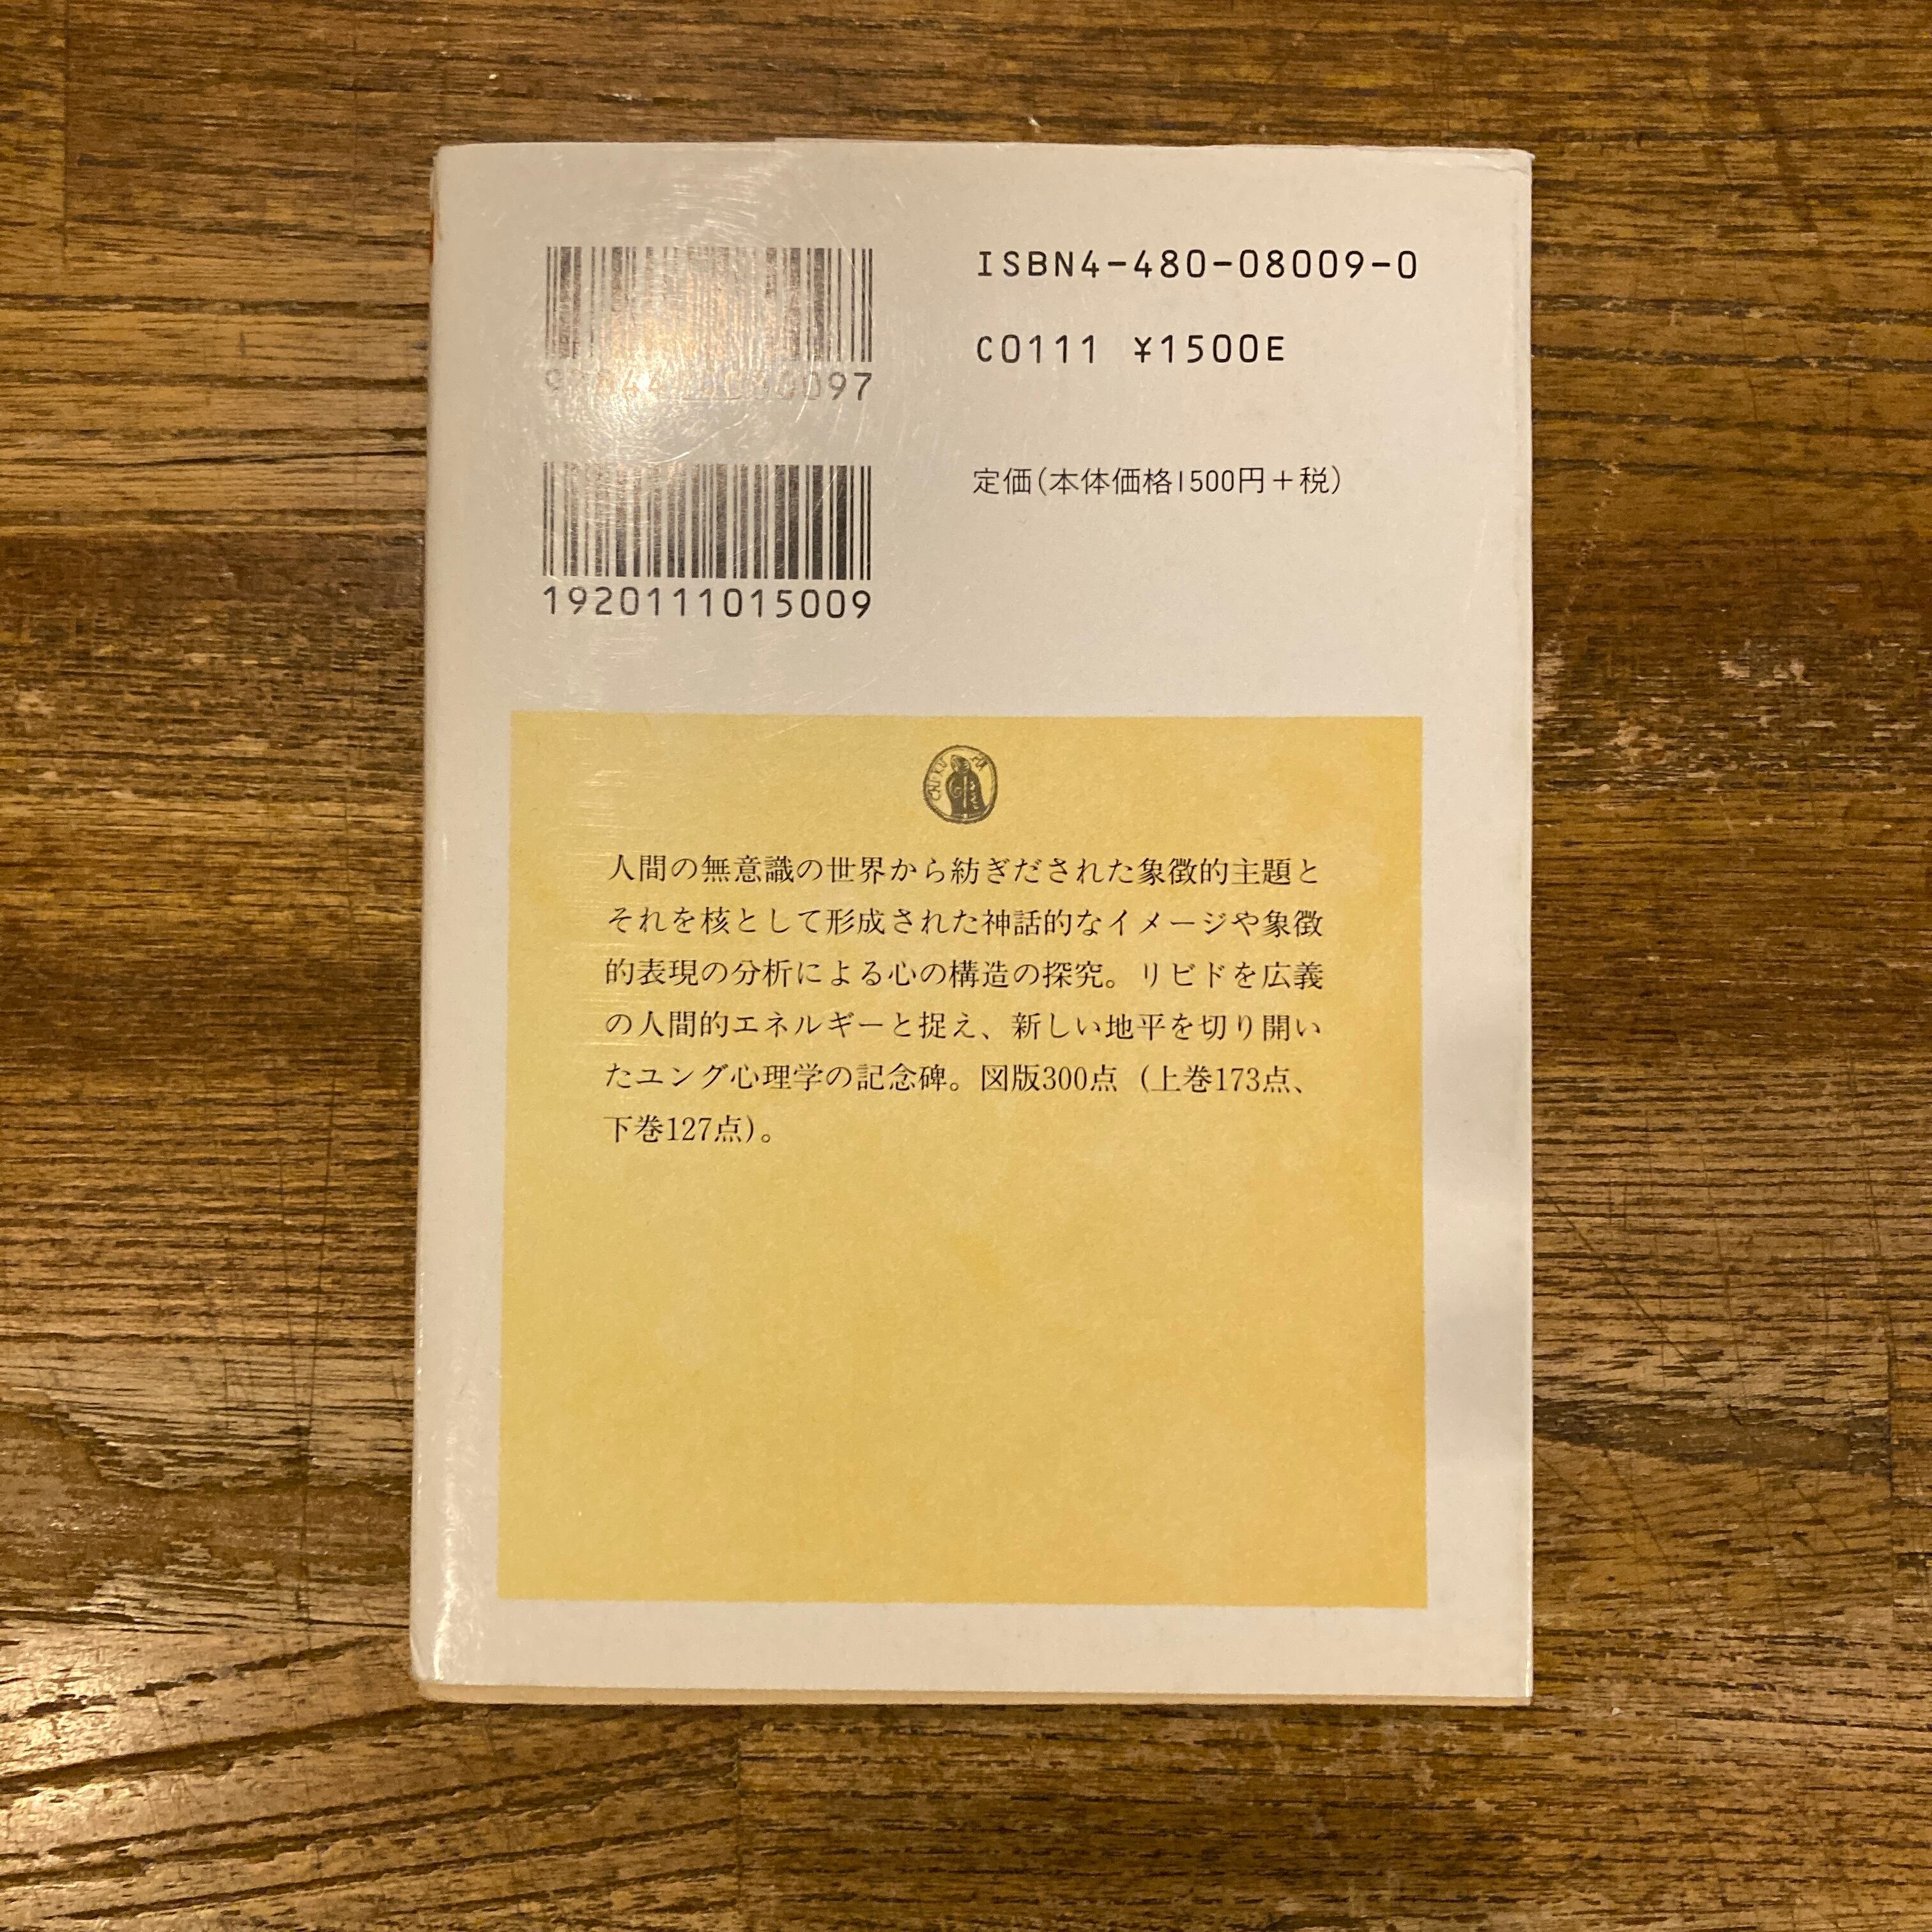 ISBN4-480-08009-0
C0111 ¥1500E
定価(本体価格1500円+税)
1920111015009
人間の無意識の世界から紡ぎだされた象徴的主題と
それを核として形成された神話的なイメージや象徴
的表現の分析による心の構造の探究。リビドを広義
の人間的エネルギーと捉え、新しい地平を切り開い
たユング心理学の記念碑。図版300点(上巻173点、
下巻127点)。